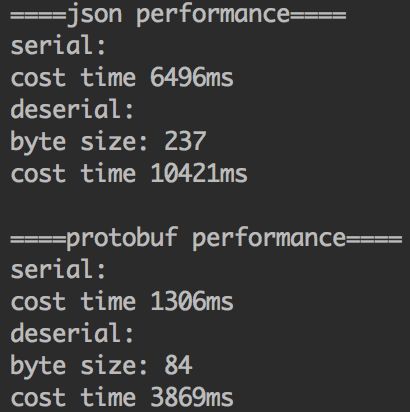 ====json performance====
serial:
cost time 6496ms
deserial:
byte size: 237
cost time 10421ms
====protobuf performance====
serial:
cost time 1306ms
deserial:
byte size: 84
cost time 3869ms